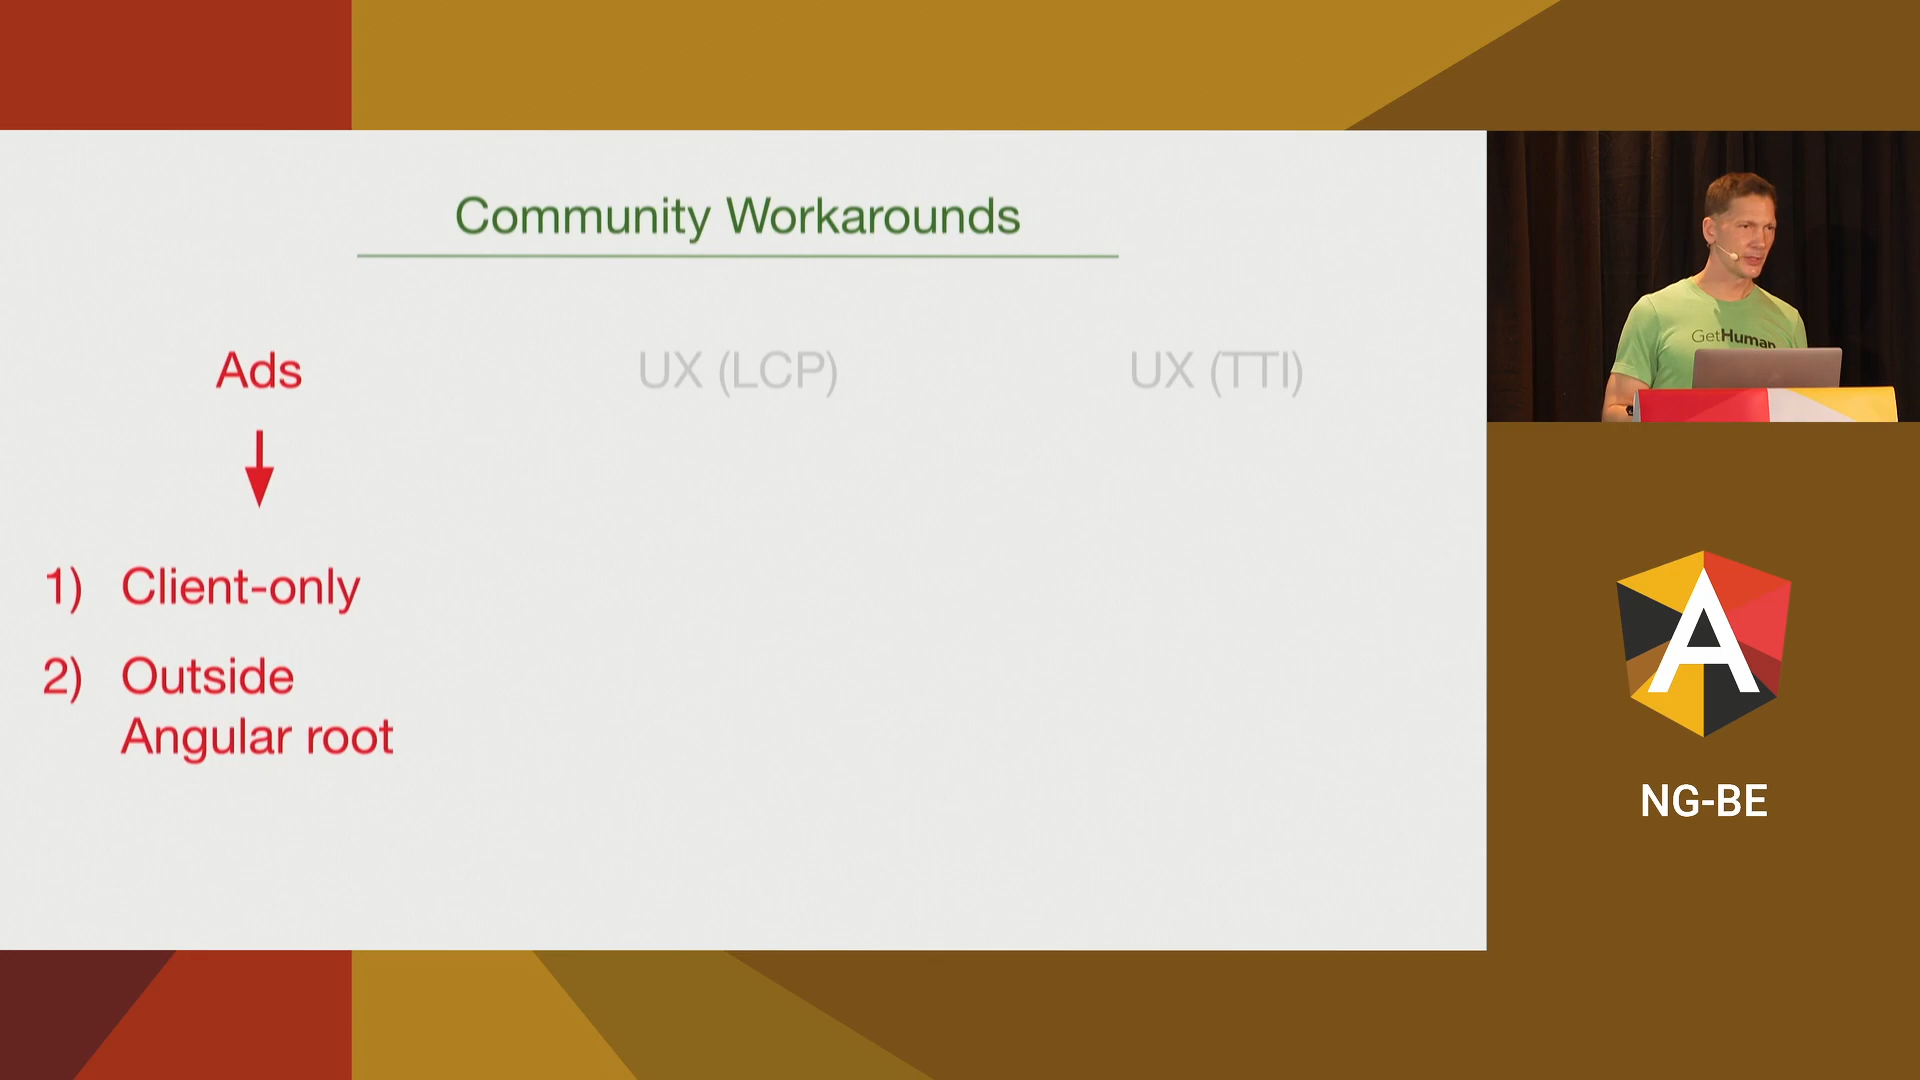 Community Workarounds
Ads
UX (LCP)
UX (TTI)
1) Client-only
2) Outside
Angular root
GetHuman
A
NG-BE